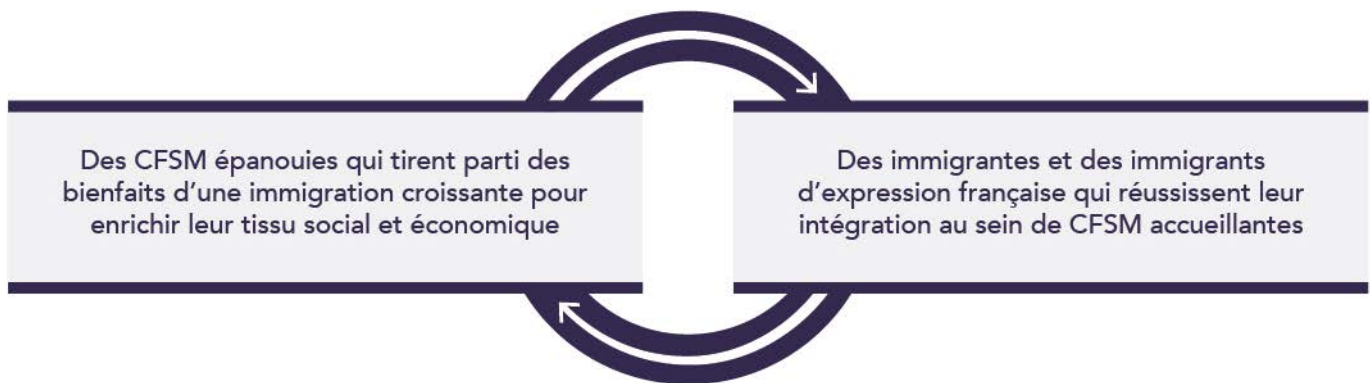 Des CFSM épanouies qui tirent parti des
bienfaits d’une immigration croissante pour
enrichir leur tissu social et économique
Des immigrantes et des immigrants
d’expression française qui réussissent leur
intégration au sein de CFSM accueillantes